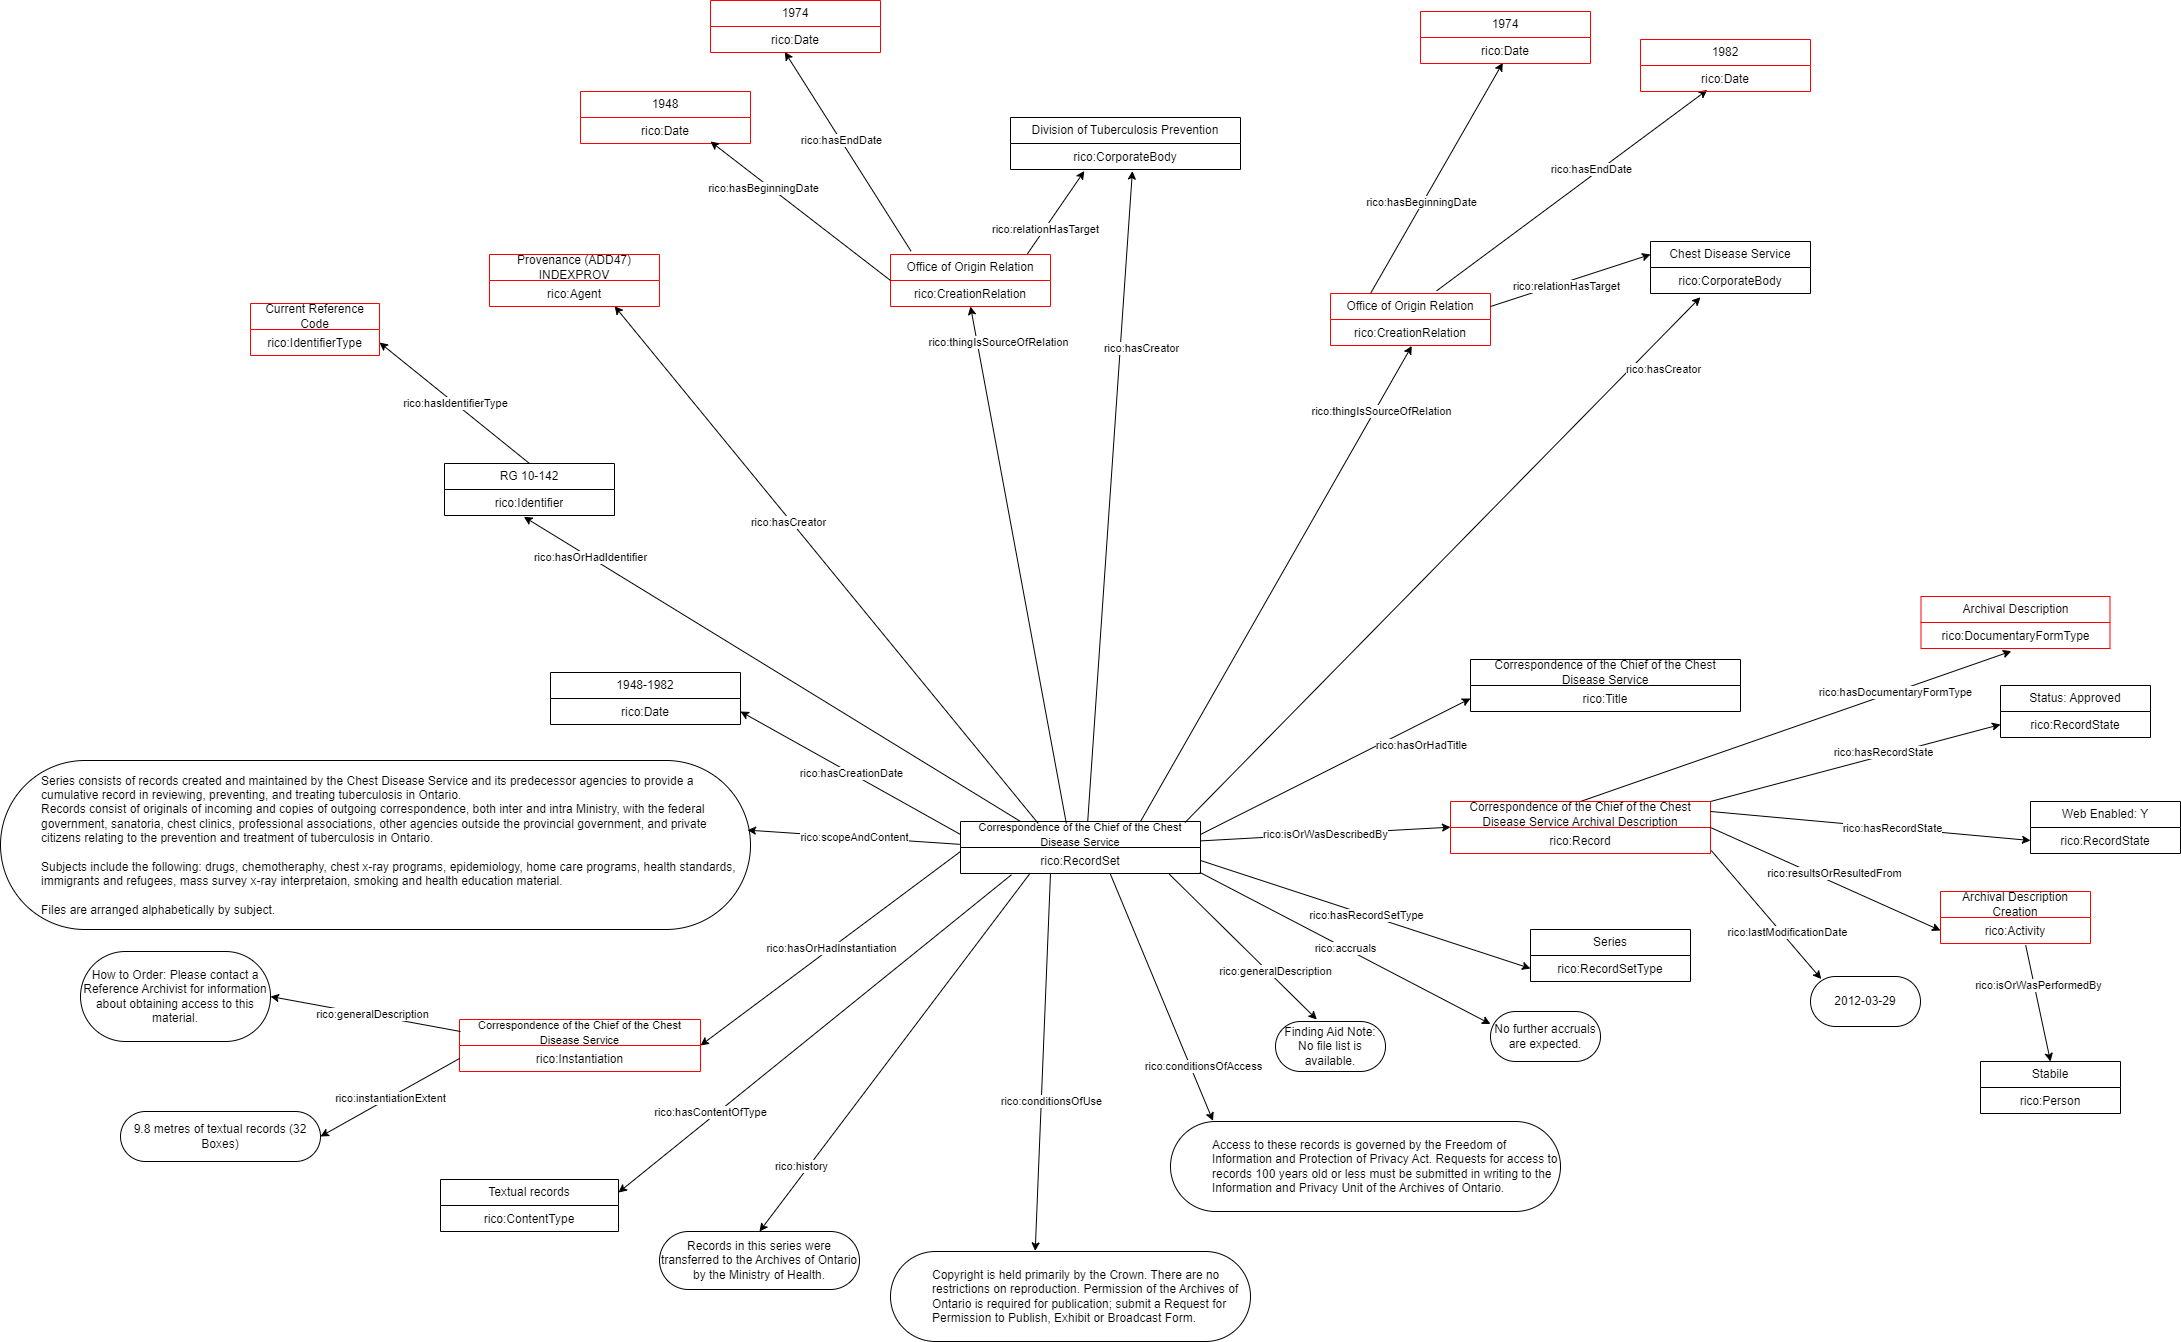 1974
rico:Date
1974
rico:Date
1982
rico:Date
1948
rico:Date
Division of Tuberculosis Prevention
rico:CorporateBody
rico:hasEndDate
rico:hasEndDate
rico:hasBeginningDate
rico:hasBeginningDate
rico:relationHasTarget
Provenance (ADD47)
INDEXPROV
rico:Agent
Office of Origin Relation
rico:CreationRelation
Chest Disease Service
rico:CorporateBody
rico:relationHasTarget
Office of Origin Relation
rico:CreationRelation
Current Reference
Code
rico:IdentifierType
rico:thingIsSourceOfRelation
rico:hasCreator
rico:hasCreator
rico:hasIdentifierType
rico:thingIsSourceOfRelation
RG 10-142
rico:Identifier
rico:hasCreator
rico:hasOrHadIdentifier
Archival Description
rico:DocumentaryFormType
1948-1982
rico:Date
Correspondence of the Chief of the Chest
Disease Service
rico:Title
rico:hasDocumentaryFormType
Status: Approved
rico:RecordState
rico:hasOrHadTitle
rico:hasRecordState
rico:hasCreationDate
Series consists of records created and maintained by the Chest Disease Service and its predecessor agencies to provide a
cumulative record in reviewing, preventing, and treating tuberculosis in Ontario.
Records consist of originals of incoming and copies of outgoing correspondence, both inter and intra Ministry, with the federal
government, sanatoria, chest clinics, professional associations, other agencies outside the provincial government, and private
citizens relating to the prevention and treatment of tuberculosis in Ontario.
Subjects include the following: drugs, chemotheraphy, chest x-ray programs, epidemiology, home care programs, health standards,
immigrants and refugees, mass survey x-ray interpretaion, smoking and health education material.
Files are arranged alphabetically by subject.
rico:scopeAndContent
Correspondence of the Chief of the Chest
Disease Service
rico:RecordSet
rico:isOrWasDescribedBy
Correspondence of the Chief of the Chest
Disease Service Archival Description
rico:Record
rico:hasRecordState
Web Enabled: Y
rico:RecordState
rico:resultsOrResultedFrom
Archival Description
Creation
rico:Activity
rico:hasRecordSetType
rico:lastModificationDate
rico:hasOrHadInstantiation
rico:accruals
Series
rico:RecordSetType
rico:generalDescription
How to Order: Please contact a
Reference Archivist for information
about obtaining access to this
material.
rico:generalDescription
rico:isOrWasPerformedBy
2012-03-29
Correspondence of the Chief of the Chest
Disease Service
rico:Instantiation
Finding Aid Note:
No file list is
available.
No further accruals
are expected.
rico:conditionsOfAccess
Stabile
rico:Person
rico:instantiationExtent
rico:hasContentOfType
rico:conditionsOfUse
9.8 metres of textual records (32
Boxes)
Access to these records is governed by the Freedom of
Information and Protection of Privacy Act. Requests for access to
records 100 years old or less must be submitted in writing to the
Information and Privacy Unit of the Archives of Ontario.
rico:history
Textual records
rico:ContentType
Records in this series were
transferred to the Archives of Ontario
by the Ministry of Health.
Copyright is held primarily by the Crown. There are no
restrictions on reproduction. Permission of the Archives of
Ontario is required for publication; submit a Request for
Permission to Publish, Exhibit or Broadcast Form.